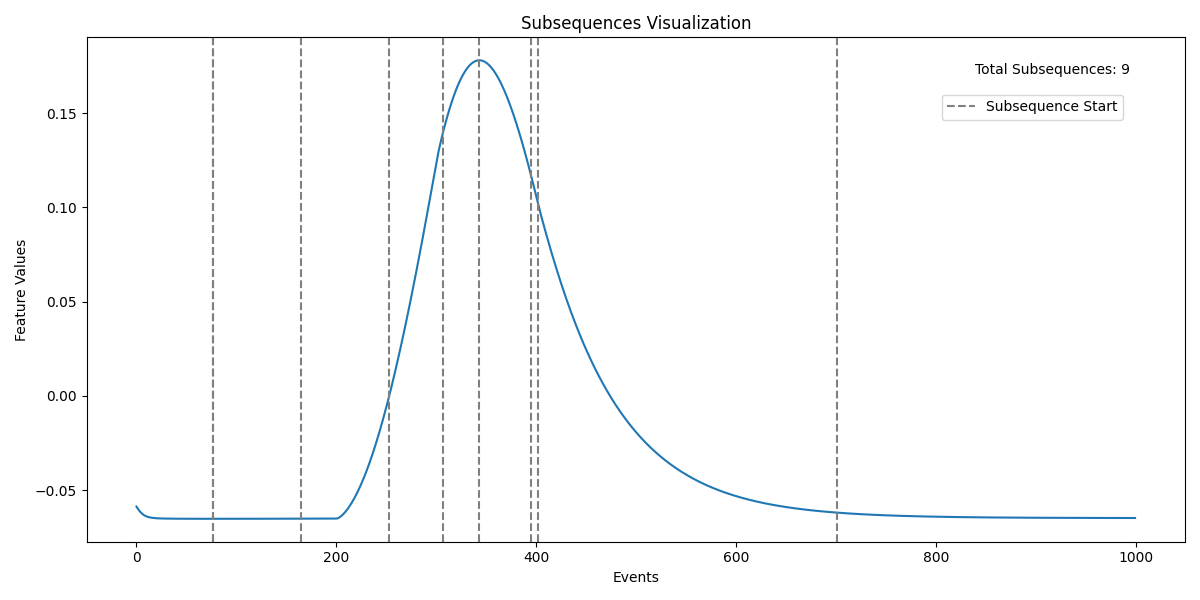 Subsequences Visualization
Total Subsequences: 9
Subsequence Start
Feature Values
0.15
0.10
0.05
0.00
−0.05
0
200
400
600
800
1000
Events